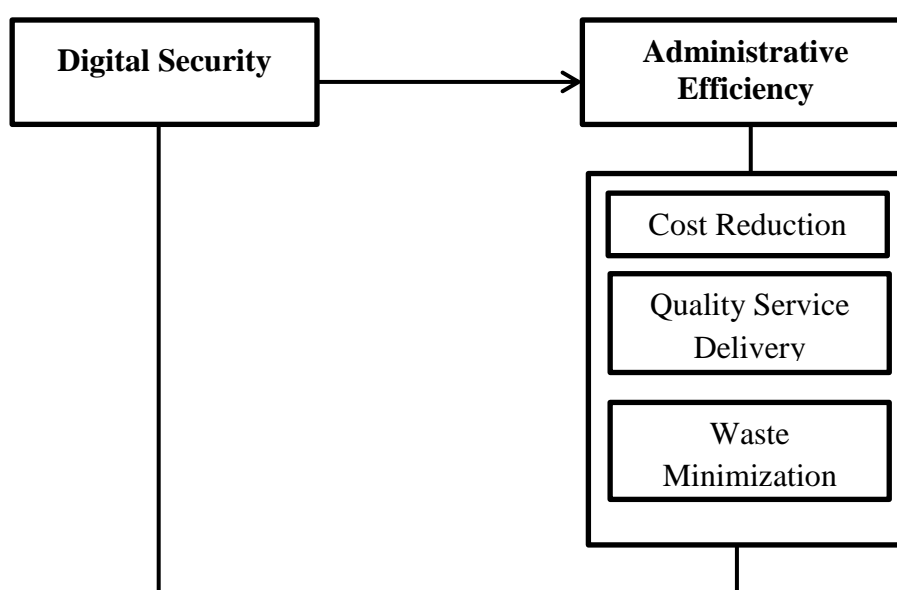 Digital Security
Administrative
Efficiency
Cost Reduction
Quality Service
Delivery
Waste
Minimization